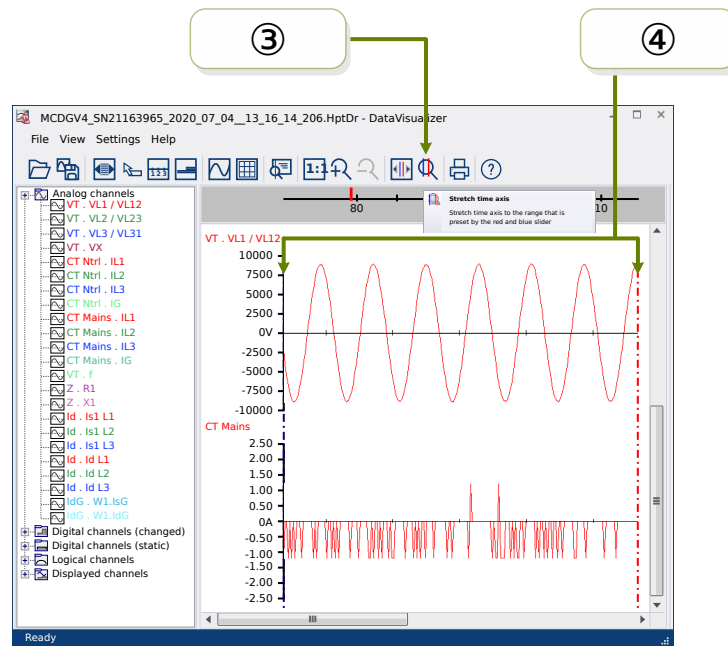 ③
④
MCDGV4_SN21163965_2020_07_04__13_16_14_206.HptDr - DataVisualizer
File View Settings Help
123
1:1
Analog channels
VT . VL1 / VL12
VT . VL2 / VL23
VT . VL3 / VL31
VT . VX
CT Ntrl . IL1
CT Ntrl . IL2
CT Ntrl . IL3
CT Ntrl . IG
CT Mains . IL1
CT Mains . IL2
CT Mains . IL3
CT Mains . IG
VT . f
Z . R1
Z . X1
Id . Is1 L1
Id . Is1 L2
Id . Is1 L3
Id . Id L1
Id . Id L2
Id . Id L3
IdG . W1.IsG
IdG . W1.IdG
Digital channels (changed)
Digital channels (static)
Logical channels
Displayed channels
80
10
Stretch time axis
Stretch time axis to the range that is
preset by the red and blue slider
VT . VL1 / VL12
10000
7500
5000
2500
0V
-2500
-5000
-7500
-10000
CT Mains
2.50
2.00
1.50
1.00
0.50
0A
-0.50
-1.00
-1.50
-2.00
-2.50
Ready